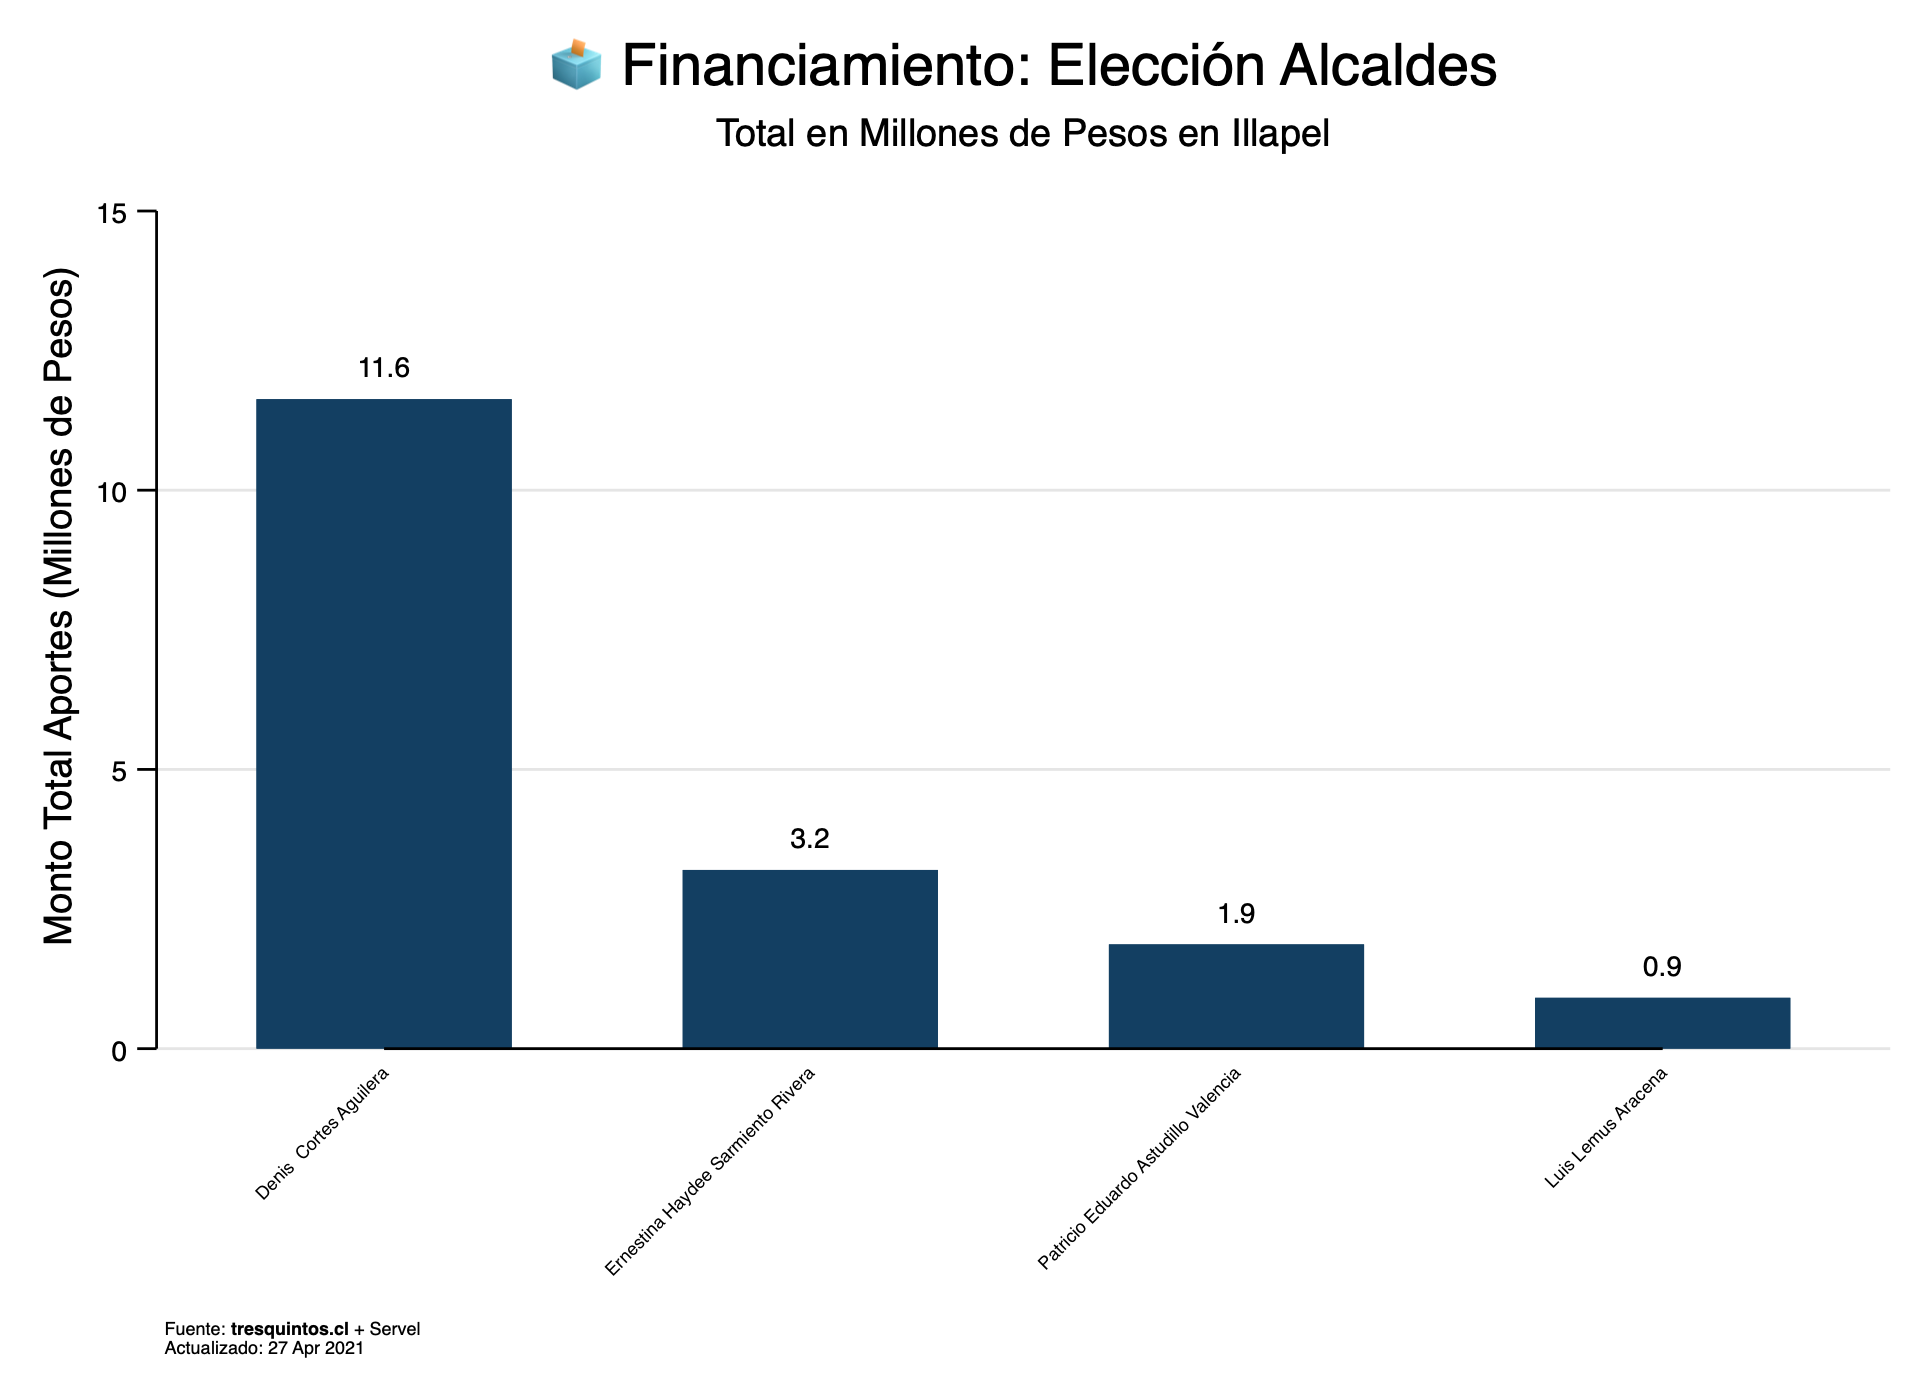 Financiamiento: Elección Alcaldes
Total en Millones de Pesos en Illapel
Monto Total Aportes (Millones de Pesos)
15
10
5
0
11.6
3.2
1.9
0.9
Denis  Cortes Aguilera
Ernestina Haydee Sarmiento Rivera
Patricio Eduardo Astudillo Valencia
Luis Lemus Aracena
Fuente: tresquintos.cl + Servel
Actualizado: 27 Apr 2021